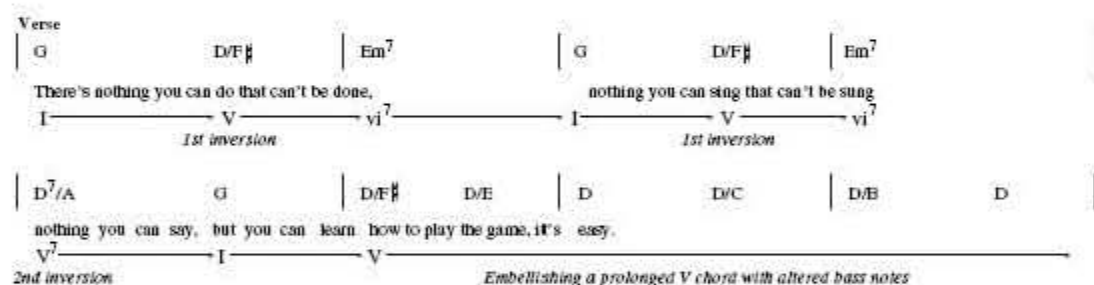 Verse
G D/F♯ Em7 G D/F♯ Em7
There's nothing you can do that can't be done, nothing you can sing that can't be sung
I V vi7 I V vi7
1st inversion 1st inversion
D7/A G D/F♯ D/E D D/C D/B D
nothing you can say, but you can learn how to play the game, it's easy.
V7 I V
2nd inversion Embellishing a prolonged V chord with altered bass notes